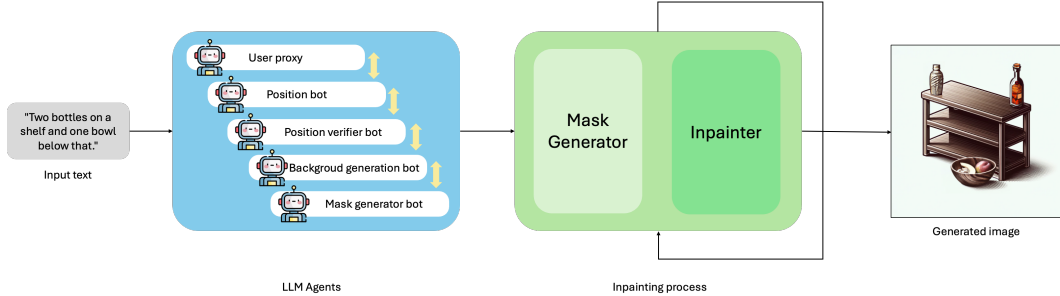 "Two bottles on a
shelf and one bowl
below that."
Input text
User proxy
Position bot
Position verifier bot
Backgroud generation bot
Mask generator bot
LLM Agents
Mask
Generator
Inpainter
Inpainting process
Generated image